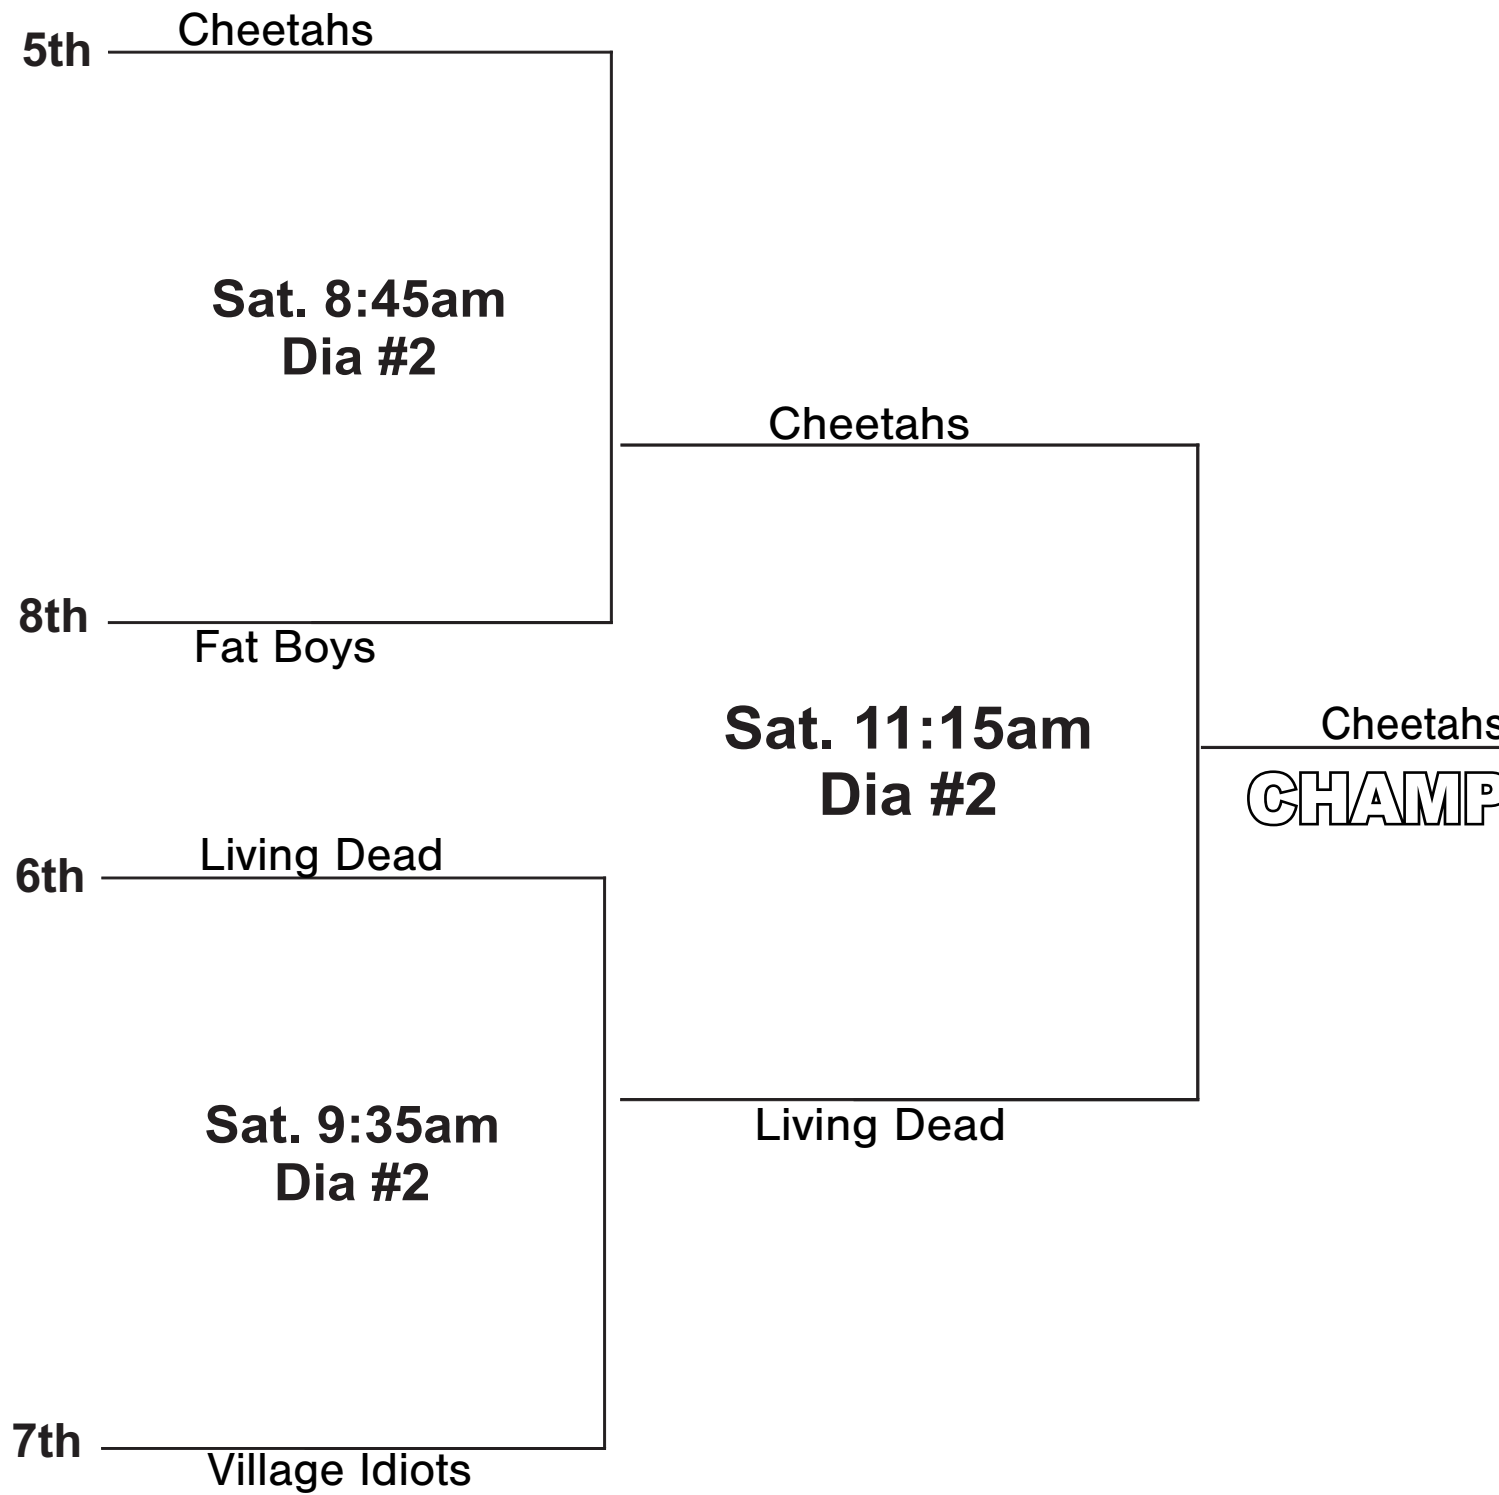 Cheetahs
5th
Sat. 8:45am
Dia #2
Cheetahs
8th
Fat Boys
Sat. 11:15am
Dia #2
Cheetahs
CHAMP
Living Dead
6th
Sat. 9:35am
Dia #2
Living Dead
7th
Village Idiots